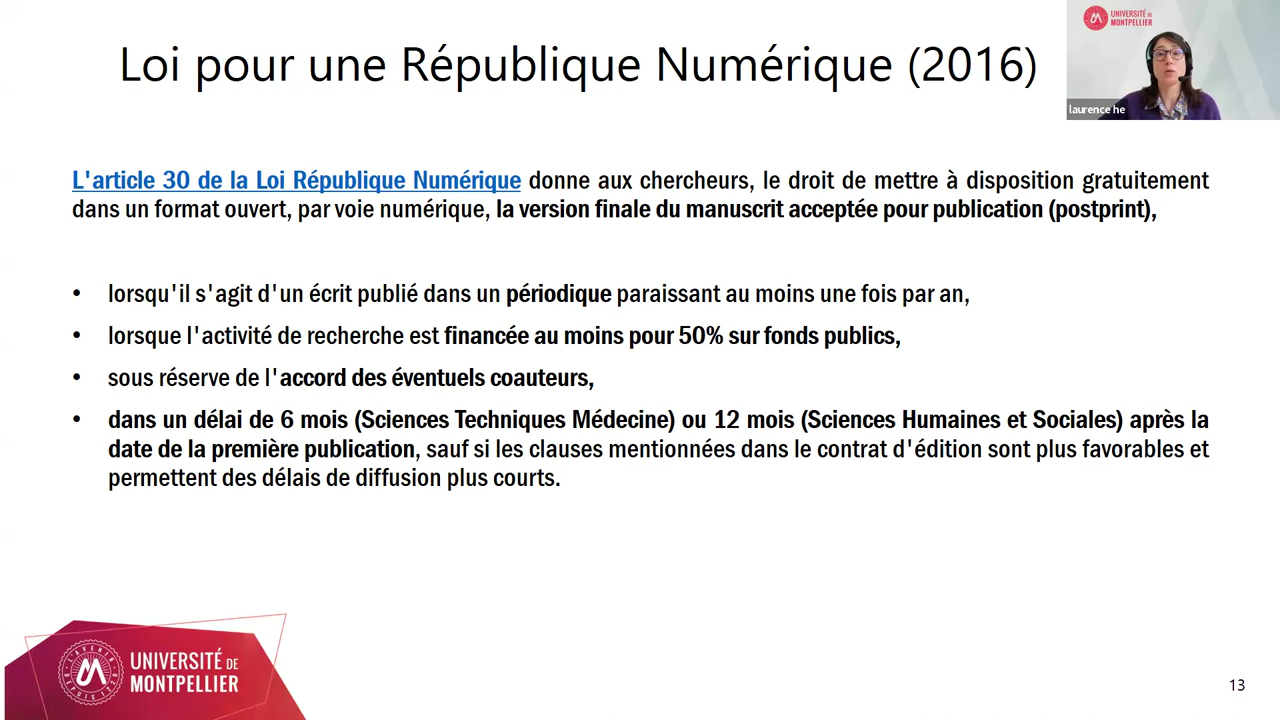 Loi pour une République Numérique (2016)
UNIVERSITÉ DE
MONTPELLIER
laurence he
L'article 30 de la Loi République Numérique donne aux chercheurs, le droit de mettre à disposition gratuitement
dans un format ouvert, par voie numérique, la version finale du manuscrit acceptée pour publication (postprint),
• lorsqu'il s'agit d'un écrit publié dans un périodique paraissant au moins une fois par an,
• lorsque l'activité de recherche est financée au moins pour 50% sur fonds publics,
• sous réserve de l'accord des éventuels coauteurs,
• dans un délai de 6 mois (Sciences Techniques Médecine) ou 12 mois (Sciences Humaines et Sociales) après la
date de la première publication, sauf si les clauses mentionnées dans le contrat d'édition sont plus favorables et
permettent des délais de diffusion plus courts.
L'AVENIR
DEPUIS 1220
UNIVERSITÉ DE
MONTPELLIER
13